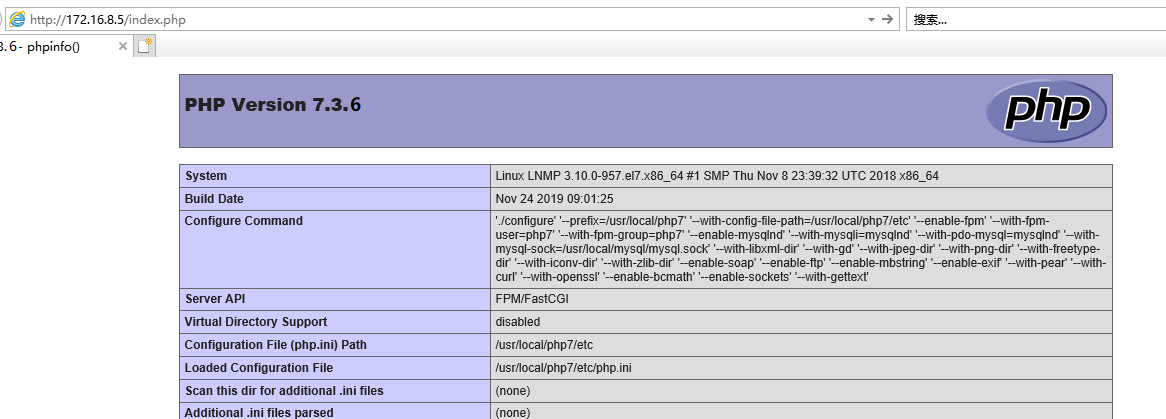 http://172.16.8.5/index.php
搜索...
3.6 - phpinfo()
PHP Version 7.3.6
php
System Linux LNMP 3.10.0-957.el7.x86_64 #1 SMP Thu Nov 8 23:39:32 UTC 2018 x86_64
Build Date Nov 24 2019 09:01:25
Configure Command './configure' '--prefix=/usr/local/php7' '--with-config-file-path=/usr/local/php7/etc' '--enable-fpm' '--with-fpm-
user=php7' '--with-fpm-group=php7' '--enable-mysqlnd' '--with-mysqli=mysqlnd' '--with-pdo-mysql=mysqlnd' '--with-
mysql-sock=/usr/local/mysql/mysql.sock' '--with-libxml-dir' '--with-gd' '--with-jpeg-dir' '--with-png-dir' '--with-freetype-
dir' '--with-iconv-dir' '--with-zlib-dir' '--enable-soap' '--enable-ftp' '--enable-mbstring' '--enable-exif' '--with-pear' '--with-
curl' '--with-openssl' '--enable-bcmath' '--enable-sockets' '--with-gettext'
Server API FPM/FastCGI
Virtual Directory Support disabled
Configuration File (php.ini) Path /usr/local/php7/etc
Loaded Configuration File /usr/local/php7/etc/php.ini
Scan this dir for additional .ini files (none)
Additional .ini files parsed (none)